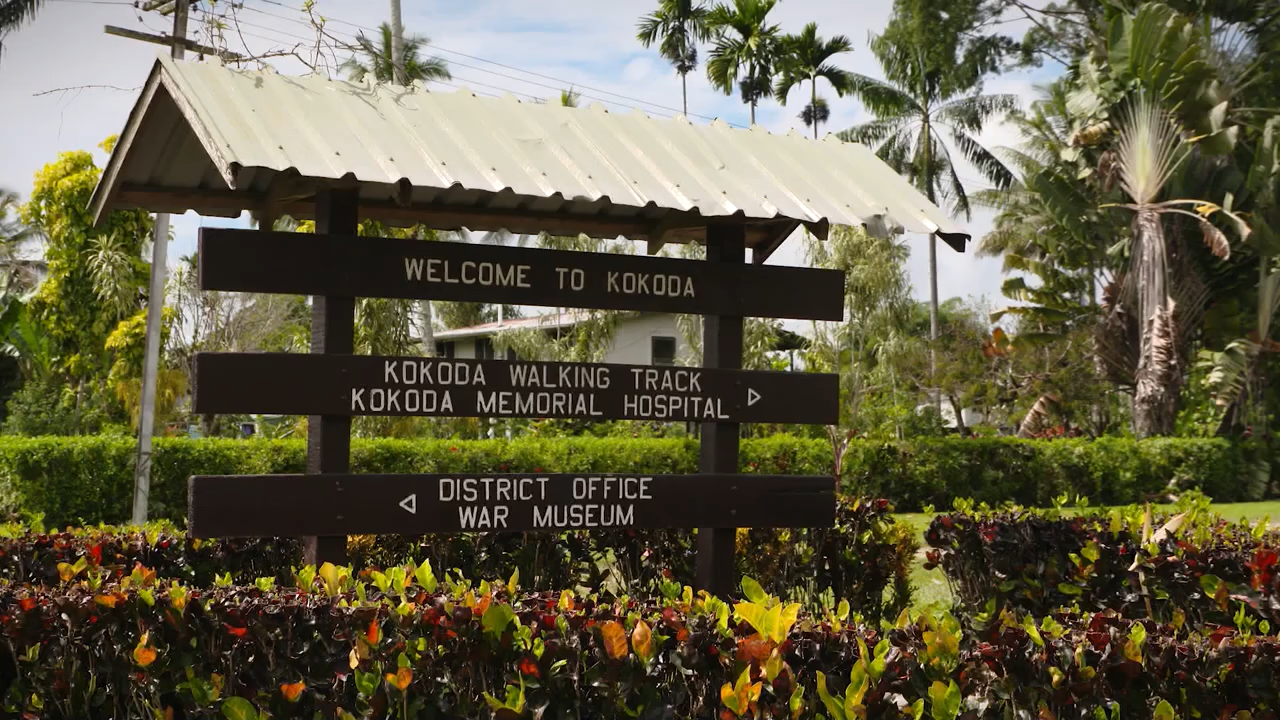 WELCOME TO KOKODA
KOKODA WALKING TRACK
KOKODA MEMORIAL HOSPITAL
DISTRICT OFFICE
WAR MUSEUM